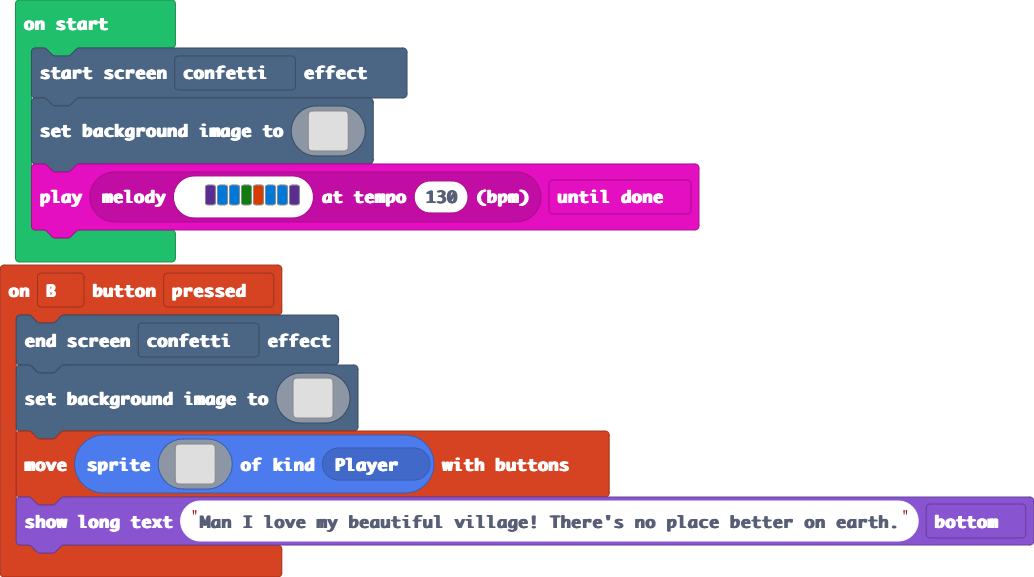 on start
start screen confetti effect
set background image to
play melody at tempo 130 (bpm) until done
on B button pressed
end screen confetti effect
set background image to
move sprite of kind Player with buttons
show long text "Man I love my beautiful village! There's no place better on earth." bottom